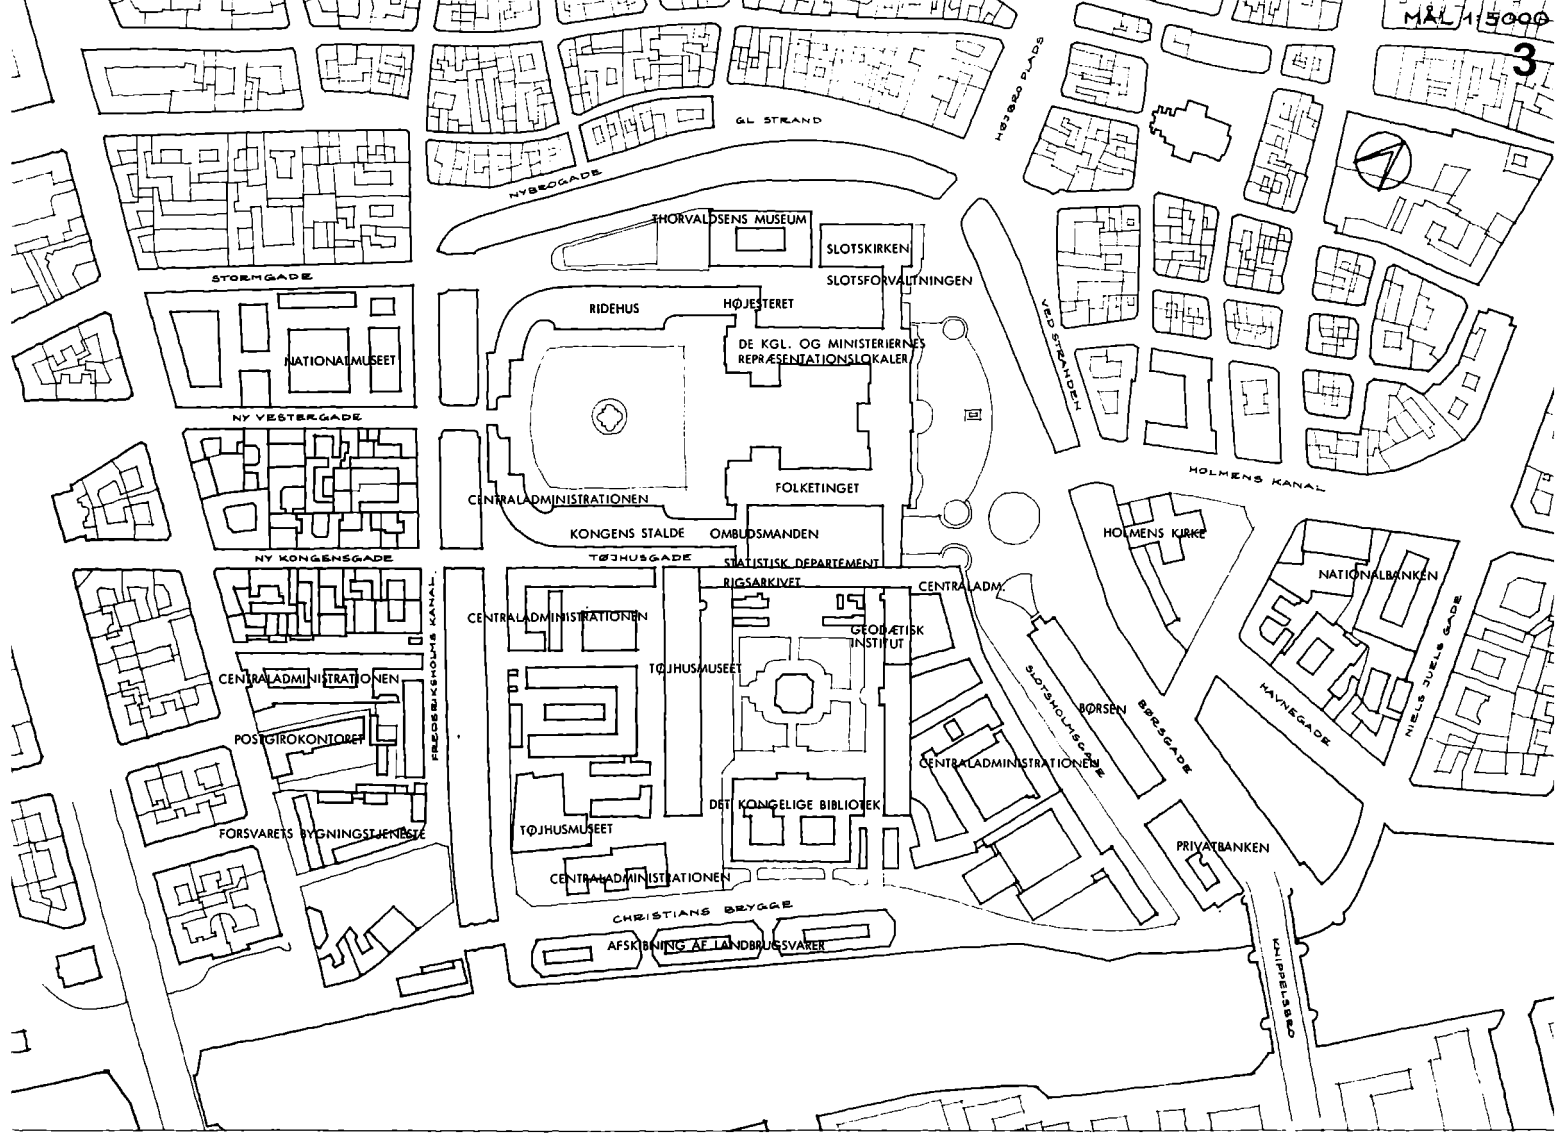 MÅL 1:5000
3
HØJBRO PLADS
GL STRAND
NYBROGADE
THORVALDSENS MUSEUM
SLOTSKIRKEN
STORMGADE
SLOTSFORVALTNINGEN
RIDEHUS
HØJESTERET
VED STRANDEN
DE KGL. OG MINISTERIERNES
REPRÆSENTATIONSLOKALER
NATIONALMUSEET
NY VESTERGADE
HOLMENS KANAL
FOLKETINGET
CENTRALADMINISTRATIONEN
KONGENS STALDE
OMBUDSMANDEN
HOLMENS KIRKE
NY KONGENSGADE
TØJHUSGADE
STATISTISK DEPARTEMENT
RIGSARKIVET
CENTRALADM.
NATIONALBANKEN
FREDERIKSHOLMS KANAL
CENTRALADMINISTRATIONEN
GEODÆTISK
INSTITUT
NIELS JUELS GADE
TØJHUSMUSEET
CENTRALADMINISTRATIONEN
SLOTSHOLMSGADE
BØRSEN
BØRSGADE
HAVNEGADE
POSTGIROKONTORET
CENTRALADMINISTRATIONEN
DET KONGELIGE BIBLIOTEK
FORSVARETS BYGNINGSTJENESTE
TØJHUSMUSEET
PRIVATBANKEN
CENTRALADMINISTRATIONEN
CHRISTIANS BRYGGE
AFSKIBNING AF LANDBRUGSVARER
KNIPPELSBRO